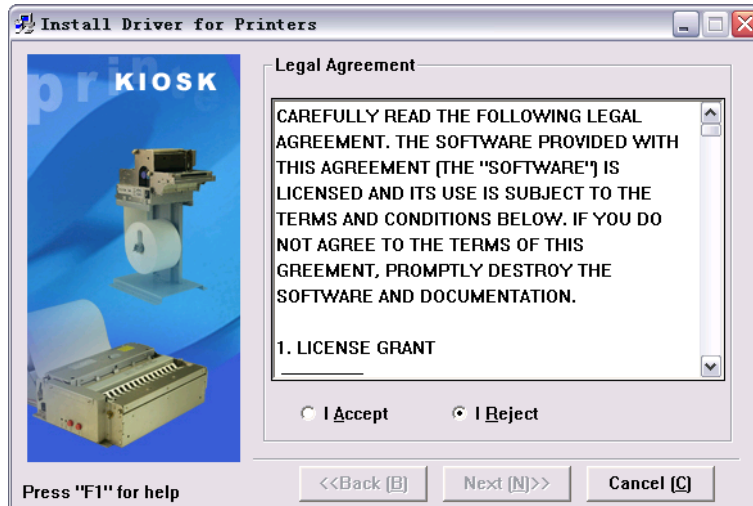 Install Driver for Printers
KIOSK
Legal Agreement
CAREFULLY READ THE FOLLOWING LEGAL
AGREEMENT. THE SOFTWARE PROVIDED WITH
THIS AGREEMENT (THE "SOFTWARE") IS
LICENSED AND ITS USE IS SUBJECT TO THE
TERMS AND CONDITIONS BELOW. IF YOU DO
NOT AGREE TO THE TERMS OF THIS
GREEMENT, PROMPTLY DESTROY THE
SOFTWARE AND DOCUMENTATION.
1. LICENSE GRANT
I Accept
I Reject
Press "F1" for help
<<Back (B)
Next (N)>>
Cancel (C)